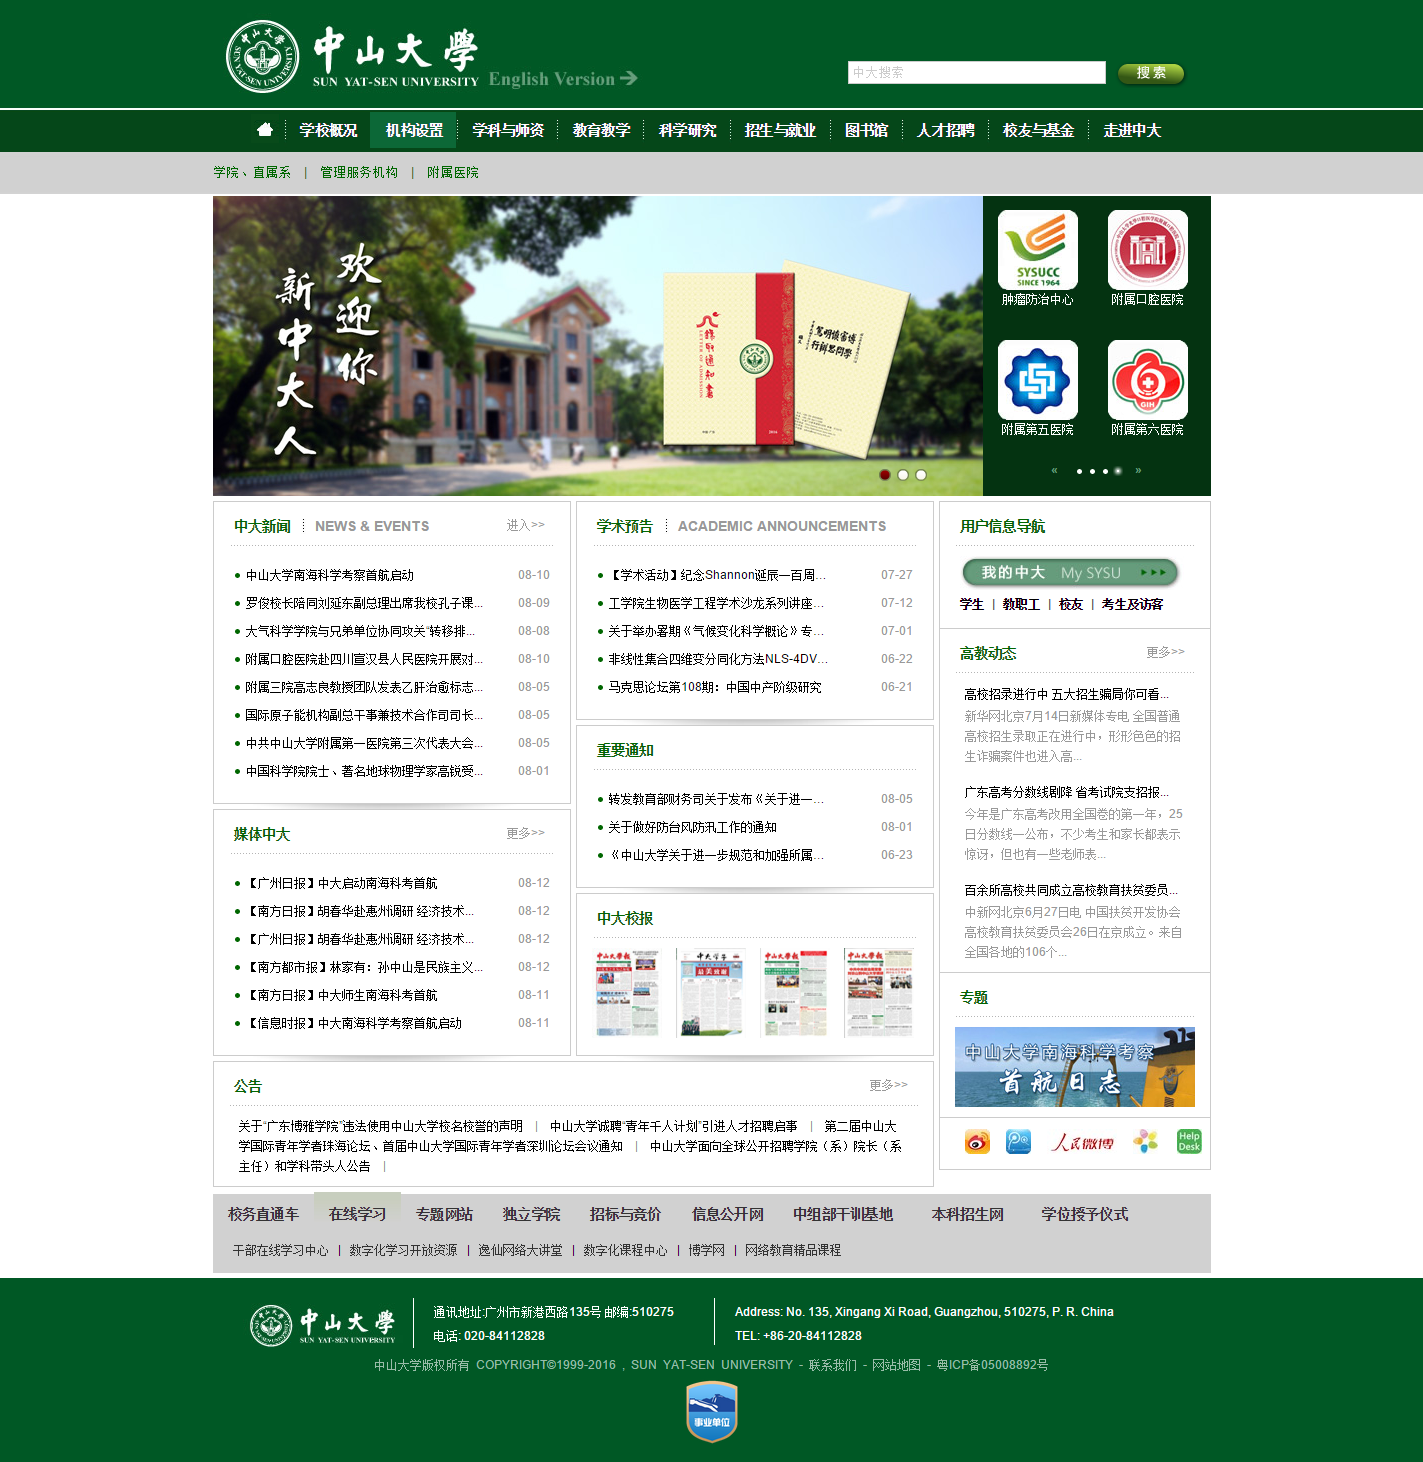 中山大學
SUN YAT-SEN UNIVERSITY
English Version
中大搜索
搜 索
学校概况
机构设置
学科与师资
教育教学
科学研究
招生与就业
图书馆
人才招聘
校友与基金
走进中大
学院、直属系 | 管理服务机构 | 附属医院
欢迎你
新中大人
SYSUCC
SINCE 1964
肿瘤防治中心
附属口腔医院
附属第五医院
GIH
附属第六医院
« »
中大新闻 NEWS & EVENTS 进入>>
中山大学南海科学考察首航启动 08-10
罗俊校长陪同刘延东副总理出席我校孔子课... 08-09
大气科学学院与兄弟单位协同攻关“转移排... 08-08
附属口腔医院赴四川宣汉县人民医院开展对... 08-10
附属三院高志良教授团队发表乙肝治愈标志... 08-05
国际原子能机构副总干事兼技术合作司司长... 08-05
中共中山大学附属第一医院第三次代表大会... 08-05
中国科学院院士、著名地球物理学家高锐受... 08-01
媒体中大 更多>>
【广州日报】中大启动南海科考首航 08-12
【南方日报】胡春华赴惠州调研 经济技术... 08-12
【广州日报】胡春华赴惠州调研 经济技术... 08-12
【南方都市报】林家有：孙中山是民族主义... 08-12
【南方日报】中大师生南海科考首航 08-11
【信息时报】中大南海科学考察首航启动 08-11
学术预告 ACADEMIC ANNOUNCEMENTS
【学术活动】纪念Shannon诞辰一百周... 07-27
工学院生物医学工程学术沙龙系列讲座... 07-12
关于举办暑期《气候变化科学概论》专... 07-01
非线性集合四维变分同化方法NLS-4DV... 06-22
马克思论坛第108期：中国中产阶级研究 06-21
重要通知
转发教育部财务司关于发布《关于进一... 08-05
关于做好防台风防汛工作的通知 08-01
《中山大学关于进一步规范和加强所属... 06-23
中大校报
用户信息导航
我的中大 My SYSU
学生 | 教职工 | 校友 | 考生及访客
高教动态 更多>>
高校招录进行中 五大招生骗局你可看...
新华网北京7月14日新媒体专电 全国普通
高校招生录取正在进行中，形形色色的招
生诈骗案件也进入高...
广东高考分数线剧降 省考试院支招报...
今年是广东高考改用全国卷的第一年，25
日分数线一公布，不少考生和家长都表示
惊讶，但也有一些老师表...
百余所高校共同成立高校教育扶贫委员...
中新网北京6月27日电 中国扶贫开发协会
高校教育扶贫委员会26日在京成立。来自
全国各地的106个...
专题
中山大学南海科学考察
首航日志
人民微博
Help
Desk
公告 更多>>
关于“广东博雅学院”违法使用中山大学校名校誉的声明 | 中山大学诚聘“青年千人计划”引进人才招聘启事 | 第二届中山大
学国际青年学者珠海论坛、首届中山大学国际青年学者深圳论坛会议通知 | 中山大学面向全球公开招聘学院（系）院长（系
主任）和学科带头人公告 |
校务直通车 在线学习 专题网站 独立学院 招标与竞价 信息公开网 中组部干训基地 本科招生网 学位授予仪式
干部在线学习中心 | 数字化学习开放资源 | 逸仙网络大讲堂 | 数字化课程中心 | 博学网 | 网络教育精品课程
中山大學
SUN YAT-SEN UNIVERSITY
通讯地址:广州市新港西路135号 邮编:510275
电话: 020-84112828
Address: No. 135, Xingang Xi Road, Guangzhou, 510275, P. R. China
TEL: +86-20-84112828
中山大学版权所有 COPYRIGHT©1999-2016 , SUN YAT-SEN UNIVERSITY - 联系我们 - 网站地图 - 粤ICP备05008892号
事业单位